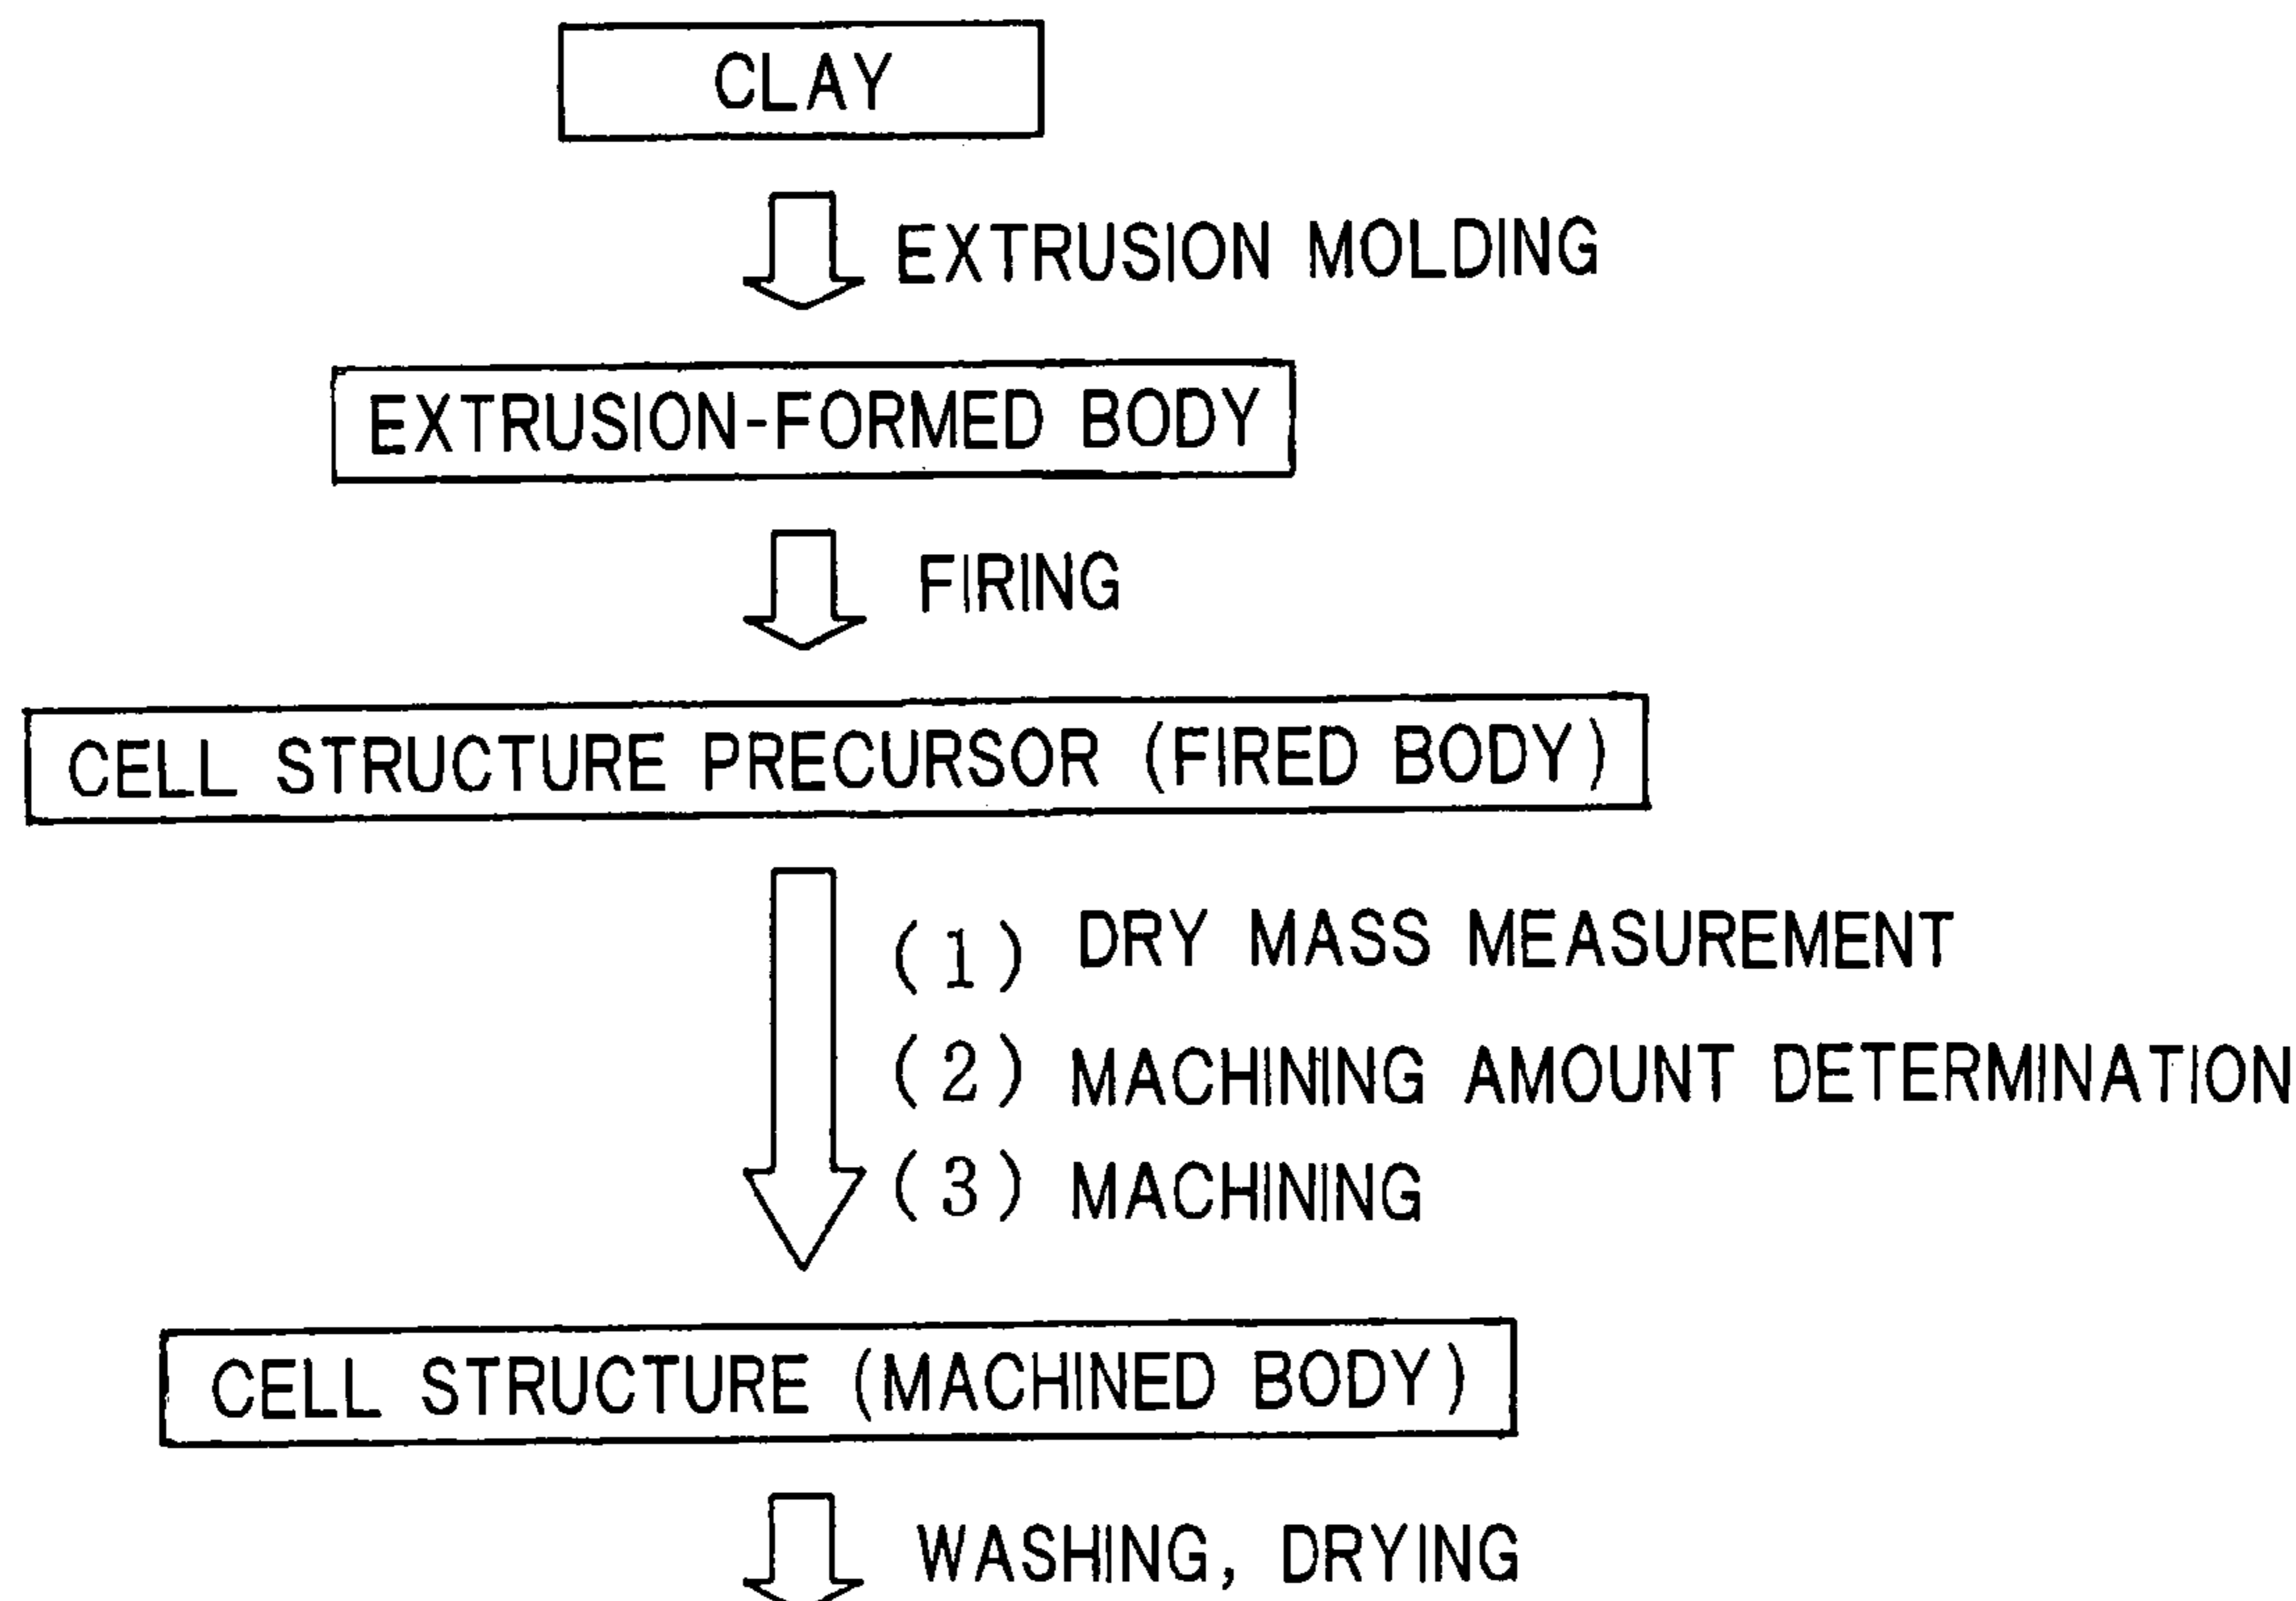 CLAY
EXTRUSION MOLDING
EXTRUSION-FORMED BODY
FIRING
CELL STRUCTURE PRECURSOR (FIRED BODY)
(1) DRY MASS MEASUREMENT
(2) MACHINING AMOUNT DETERMINATION
(3) MACHINING
CELL STRUCTURE (MACHINED BODY)
WASHING, DRYING